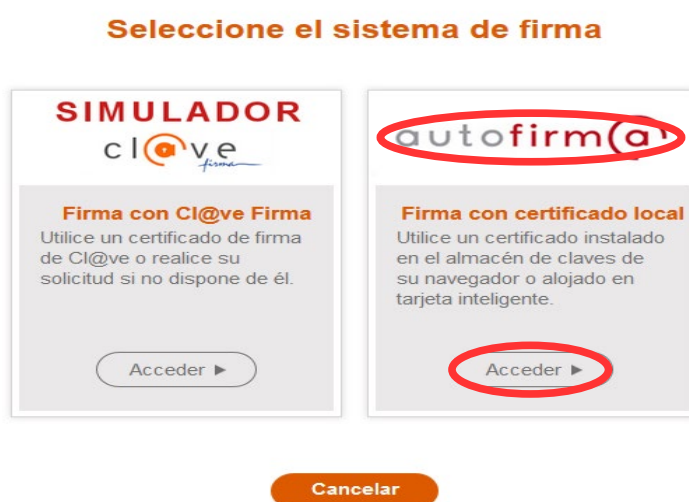 Seleccione el sistema de firma
SIMULADOR
cl@ve
firma
Firma con Cl@ve Firma
Utilice un certificado de firma
de Cl@ve o realice su
solicitud si no dispone de él.
Acceder ►
autofirm@
Firma con certificado local
Utilice un certificado instalado
en el almacén de claves de
su navegador o alojado en
tarjeta inteligente.
Acceder ►
Cancelar